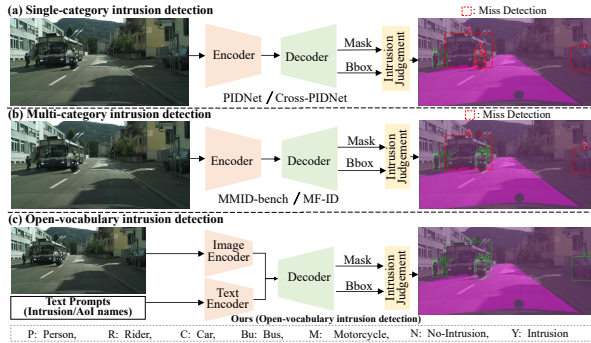 (a) Single-category intrusion detection
: Miss Detection
Encoder
Decoder
Mask
Bbox
Intrusion
Judgement
PIDNet / Cross-PIDNet
(b) Multi-category intrusion detection
: Miss Detection
Encoder
Decoder
Mask
Bbox
Intrusion
Judgement
MMID-bench / MF-ID
(c) Open-vocabulary intrusion detection
Image
Encoder
Text
Encoder
Decoder
Mask
Bbox
Intrusion
Judgement
Text Prompts
(Intrusion/AoI names)
Ours (Open-vocabulary intrusion detection)
P: Person, R: Rider, C: Car, Bu: Bus, M: Motorcycle, N: No-Intrusion, Y: Intrusion